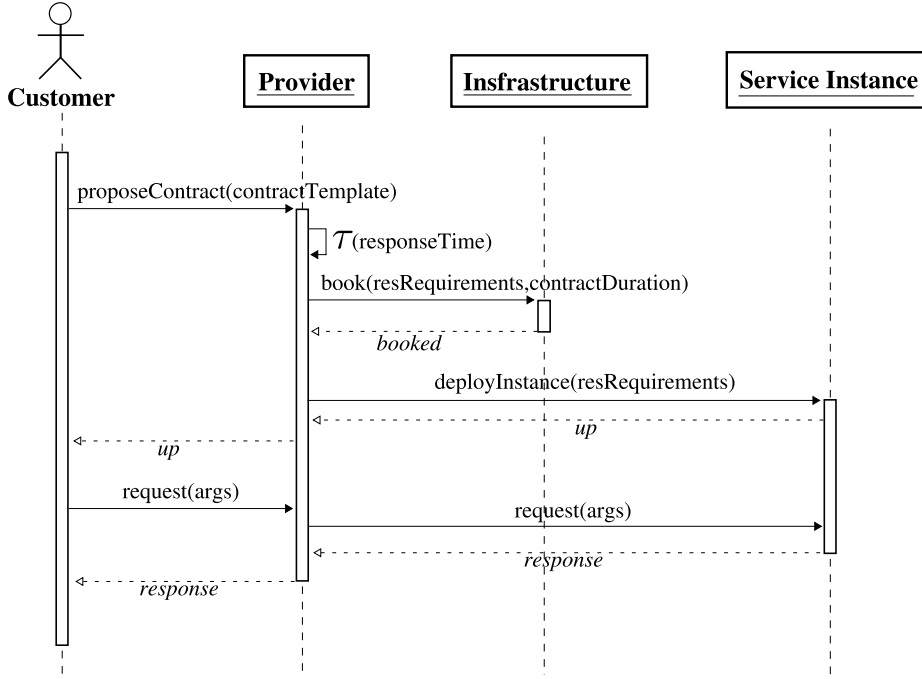 Customer
Provider
Insfrastructure
Service Instance
proposeContract(contractTemplate)
τ(responseTime)
book(resRequirements,contractDuration)
booked
deployInstance(resRequirements)
up
up
request(args)
request(args)
response
response